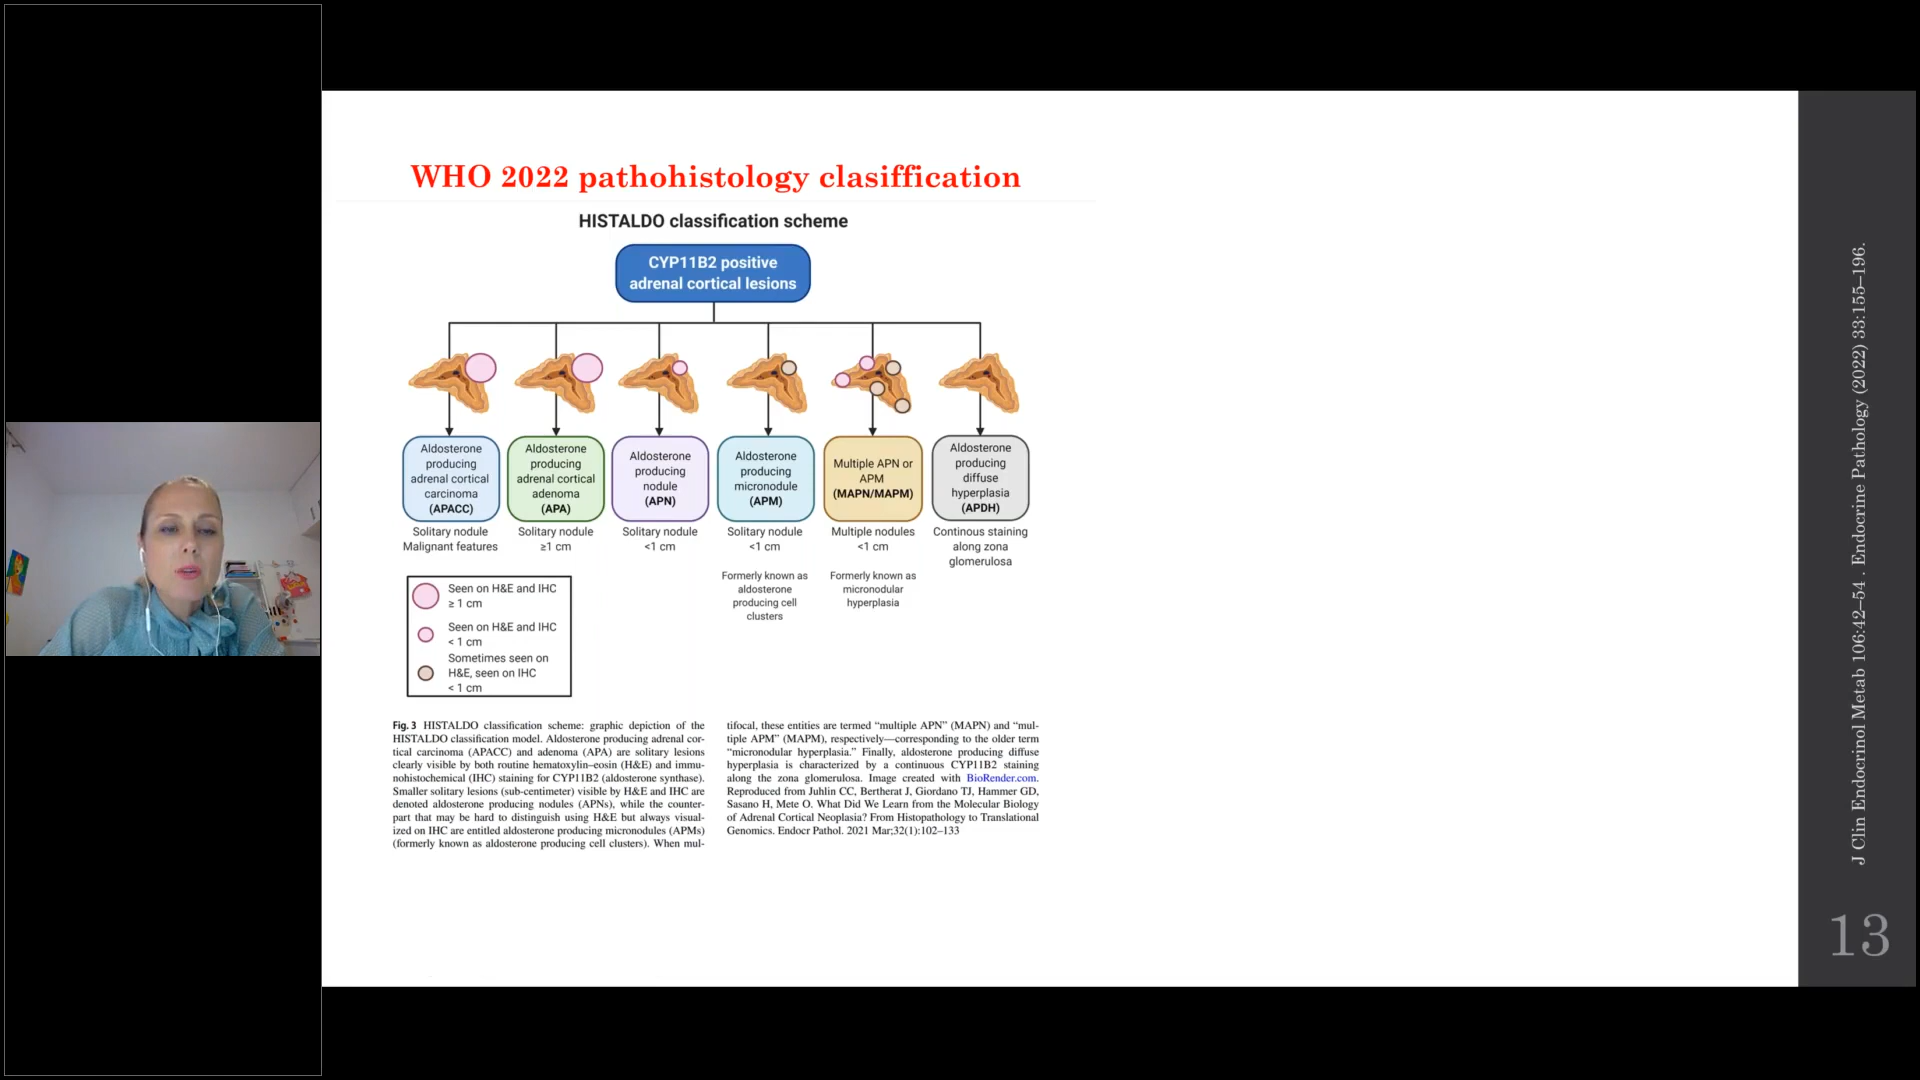 WHO 2022 pathohistology clasiffication
HISTALDO classification scheme
CYP11B2 positive
adrenal cortical lesions
Aldosterone
producing
adrenal cortical
carcinoma
(APACC)
Solitary nodule
Malignant features
Aldosterone
producing
adrenal cortical
adenoma
(APA)
Solitary nodule
≥1 cm
Aldosterone
producing
nodule
(APN)
Solitary nodule
<1 cm
Aldosterone
producing
micronodule
(APM)
Solitary nodule
<1 cm
Formerly known as
aldosterone
producing cell
clusters
Multiple APN or
APM
(MAPN/MAPM)
Multiple nodules
<1 cm
Formerly known as
micronodular
hyperplasia
Aldosterone
producing
diffuse
hyperplasia
(APDH)
Continous staining
along zona
glomerulosa
Seen on H&E and IHC
≥ 1 cm
Seen on H&E and IHC
< 1 cm
Sometimes seen on
H&E, seen on IHC
< 1 cm
Fig. 3 HISTALDO classification scheme: graphic depiction of the
HISTALDO classification model. Aldosterone producing adrenal cor-
tical carcinoma (APACC) and adenoma (APA) are solitary lesions
clearly visible by both routine hematoxylin–eosin (H&E) and immu-
nohistochemical (IHC) staining for CYP11B2 (aldosterone synthase).
Smaller solitary lesions (sub-centimeter) visible by H&E and IHC are
denoted aldosterone producing nodules (APNs), while the counter-
part that may be hard to distinguish using H&E but always visual-
ized on IHC are entitled aldosterone producing micronodules (APMs)
(formerly known as aldosterone producing cell clusters). When mul-
tifocal, these entities are termed “multiple APN” (MAPN) and “mul-
tiple APM” (MAPM), respectively—corresponding to the older term
“micronodular hyperplasia.” Finally, aldosterone producing diffuse
hyperplasia is characterized by a continuous CYP11B2 staining
along the zona glomerulosa. Image created with BioRender.com.
Reproduced from Juhlin CC, Bertherat J, Giordano TJ, Hammer GD,
Sasano H, Mete O. What Did We Learn from the Molecular Biology
of Adrenal Cortical Neoplasia? From Histopathology to Translational
Genomics. Endocr Pathol. 2021 Mar;32(1):102–133
J Clin Endocrinol Metab 106:42–54 . Endocrine Pathology (2022) 33:155–196.
13